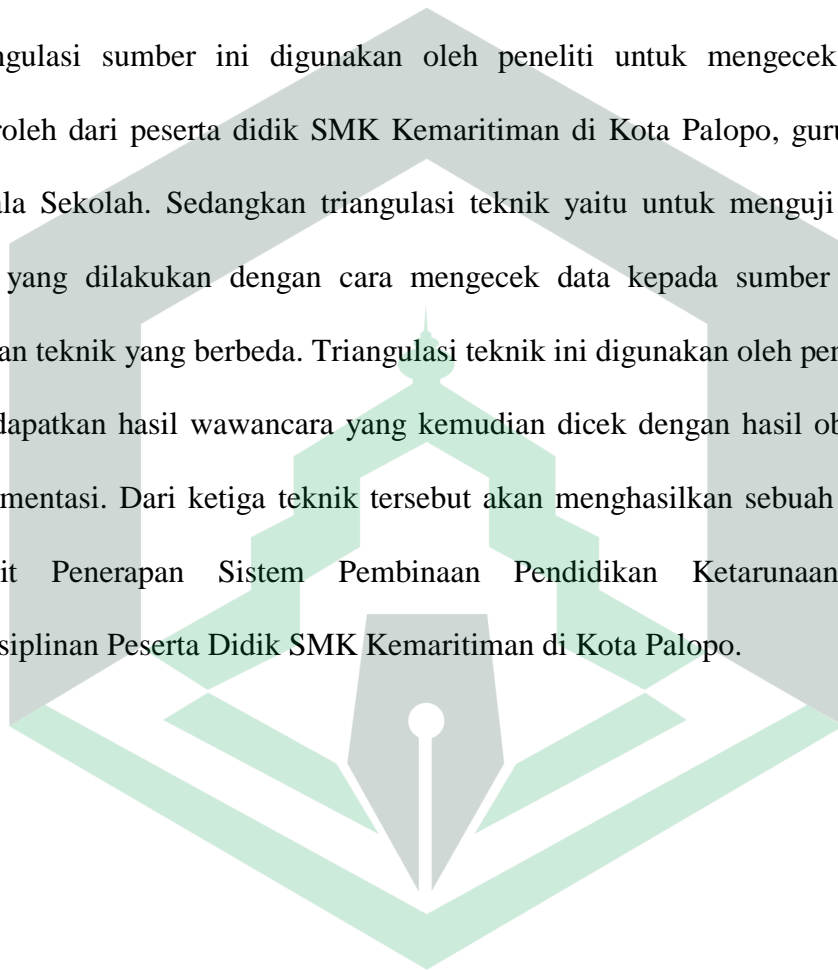 ngulasi sumber ini digunakan oleh peneliti untuk mengecek
roleh dari peserta didik SMK Kemaritiman di Kota Palopo, guru
la Sekolah. Sedangkan triangulasi teknik yaitu untuk menguji
yang dilakukan dengan cara mengecek data kepada sumber
an teknik yang berbeda. Triangulasi teknik ini digunakan oleh pen
dapatkan hasil wawancara yang kemudian dicek dengan hasil ob
mentasi. Dari ketiga teknik tersebut akan menghasilkan sebuah
it Penerapan Sistem Pembinaan Pendidikan Ketarunaan
siplinan Peserta Didik SMK Kemaritiman di Kota Palopo.